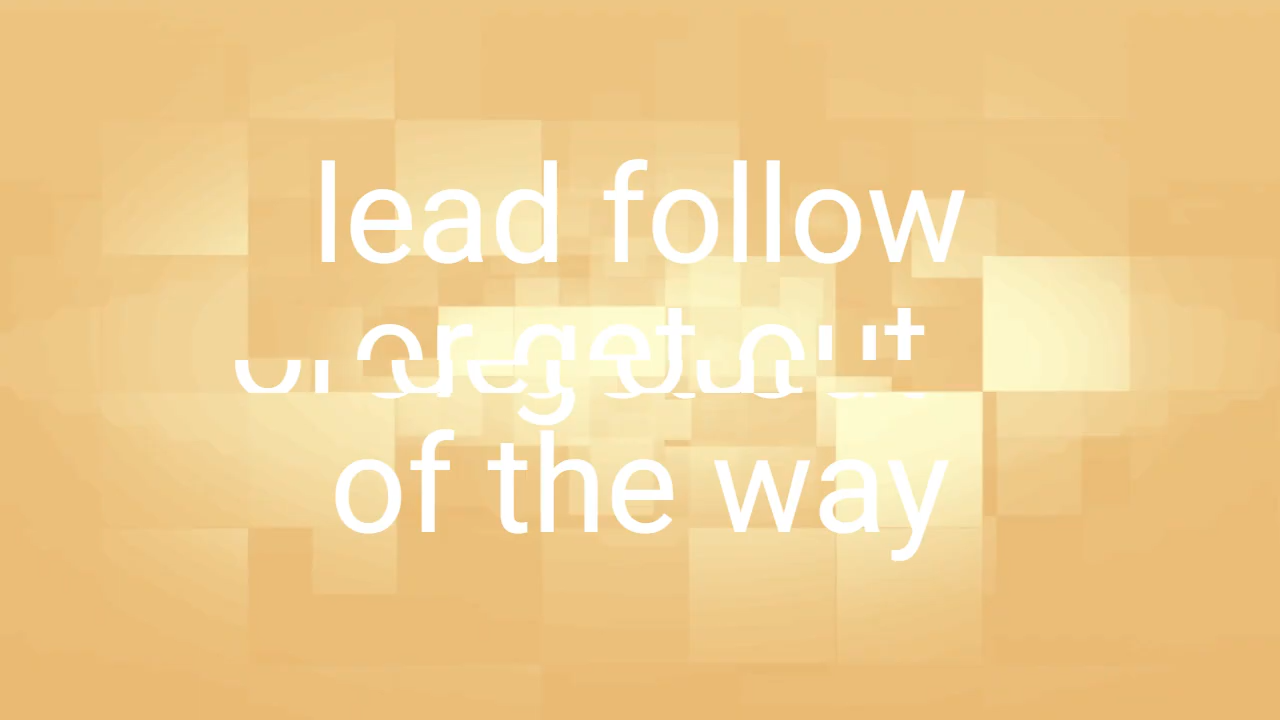 lead follow
or get out
of the way